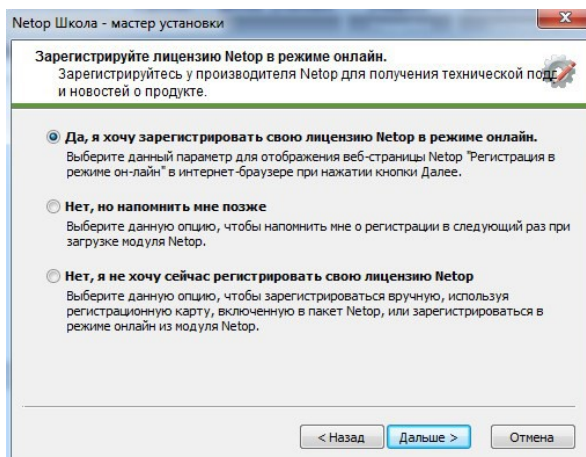 Netop Школа - мастер установки
Зарегистрируйте лицензию Netop в режиме онлайн.
Зарегистрируйтесь у производителя Netop для получения технической
и новостей о продукте.
Да, я хочу зарегистрировать свою лицензию Netop в режиме онлайн.
Выберите данный параметр для отображения веб-страницы Netop "Регистрация в
режиме он-лайн" в интернет-браузере при нажатии кнопки Далее.
Нет, но напомнить мне позже
Выберите данную опцию, чтобы напомнить мне о регистрации в следующий раз при
загрузке модуля Netop.
Нет, я не хочу сейчас регистрировать свою лицензию Netop
Выберите данную опцию, чтобы зарегистрироваться вручную, используя
регистрационную карту, включенную в пакет Netop, или зарегистрироваться в
режиме онлайн из модуля Netop.
< Назад Дальше > Отмена